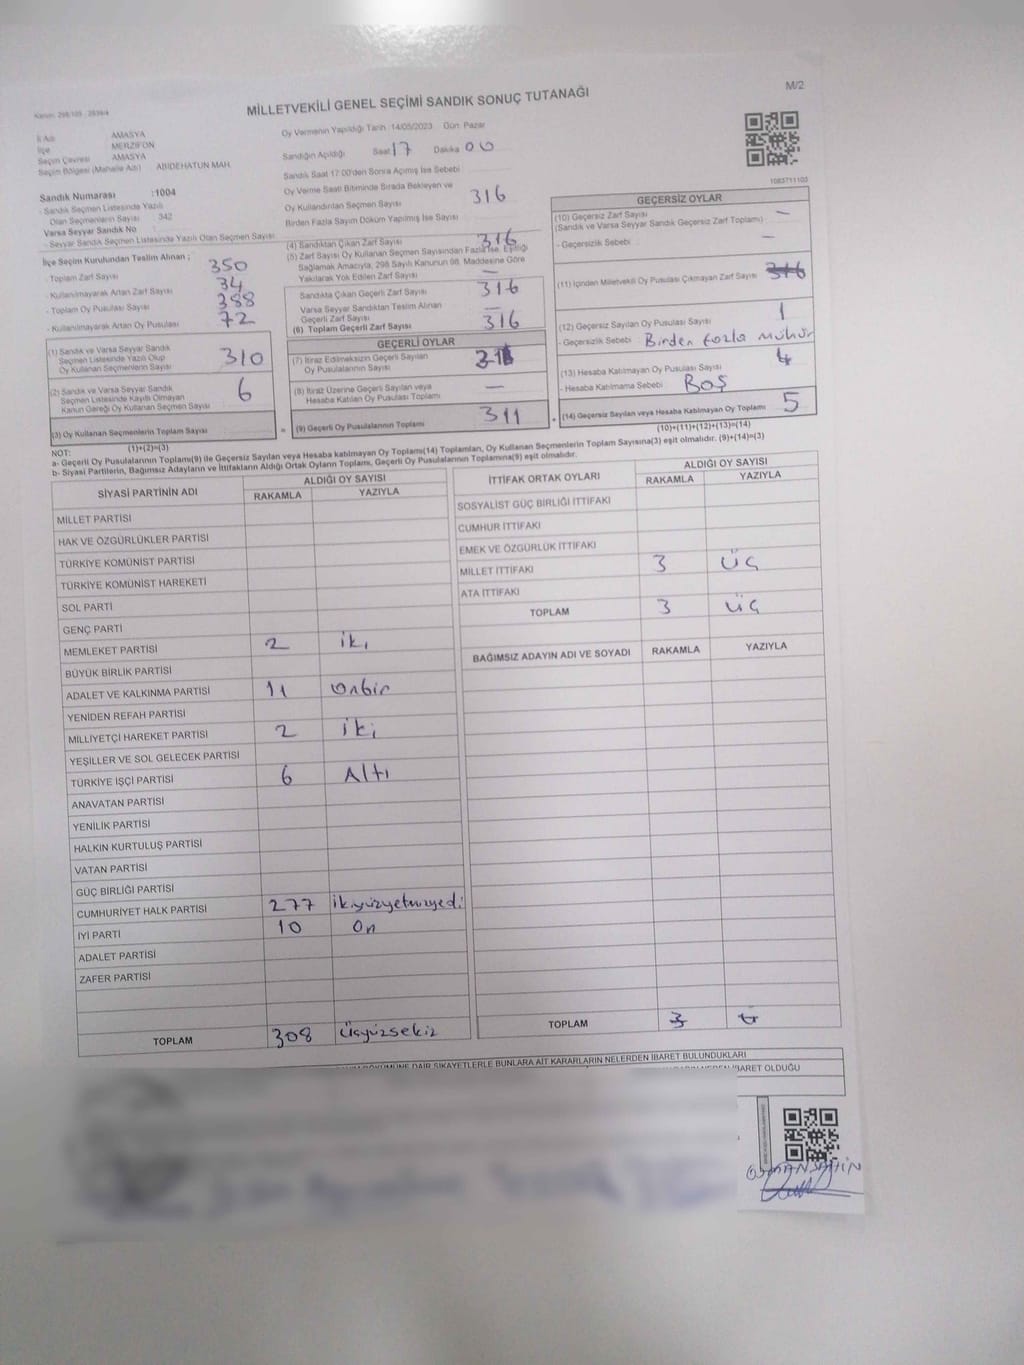 MİLLETVEKİLİ GENEL SEÇİMİ SANDIK SONUÇ TUTANAĞI
M/2
İl Adı AMASYA
İlçe MERZİFON
Seçim Çevresi AMASYA
Seçim Bölgesi (Mahalle Adı) ABİDEHATUN MAH.
Oy Vermenin Yapıldığı Tarih :14/05/2023 Gün: Pazar
Sandığın Açıldığı Saat 17 Dakika 00
Sandık Saat 17:00'den Sonra Açılmış İse Sebebi
Oy Verme Saati Bitiminde Sırada Bekleyen ve
Oy Kullandırılan Seçmen Sayısı 316
Birden Fazla Sayım Döküm Yapılmış İse Sayısı
1083711103
Sandık Numarası :1004
- Sandık Seçmen Listesinde Yazılı
Olan Seçmenlerin Sayısı : 342
Varsa Seyyar Sandık No
- Seyyar Sandık Seçmen Listesinde Yazılı Olan Seçmen Sayısı:
İlçe Seçim Kurulundan Teslim Alınan ;
- Toplam Zarf Sayısı 350
- Kullanılmayarak Artan Zarf Sayısı 34
- Toplam Oy Pusulası Sayısı 388
- Kullanılmayarak Artan Oy Pusulası 72
(1) Sandık ve Varsa Seyyar Sandık
Seçmen Listesinde Yazılı Olup
Oy Kullanan Seçmenlerin Sayısı 310
(2) Sandık ve Varsa Seyyar Sandık
Seçmen Listesinde Kayıtlı Olmayan
Kanun Gereği Oy Kullanan Seçmen Sayısı 6
(3) Oy Kullanan Seçmenlerin Toplam Sayısı
(1)+(2)=(3)
(4) Sandıktan Çıkan Zarf Sayısı 316
(5) Zarf Sayısı Oy Kullanan Seçmen Sayısından Fazla İse, Eşitliği
Sağlamak Amacıyla, 298 Sayılı Kanunun 98. Maddesine Göre
Yakılarak Yok Edilen Zarf Sayısı —
Sandıkta Çıkan Geçerli Zarf Sayısı 316
Varsa Seyyar Sandıktan Teslim Alınan
Geçerli Zarf Sayısı —
(6) Toplam Geçerli Zarf Sayısı 316
GEÇERLİ OYLAR
(7) İtiraz Edilmeksizin Geçerli Sayılan
Oy Pusulalarının Sayısı
(8) İtiraz Üzerine Geçerli Sayılan veya
Hesaba Katılan Oy Pusulası Toplamı —
= (9) Geçerli Oy Pusulalarının Toplamı 311 +
GEÇERSİZ OYLAR
(10) Geçersiz Zarf Sayısı —
(Sandık ve Varsa Seyyar Sandık Geçersiz Zarf Toplamı)
- Geçersizlik Sebebi : —
(11) İçinden Milletvekili Oy Pusulası Çıkmayan Zarf Sayısı 316
(12) Geçersiz Sayılan Oy Pusulası Sayısı 1
- Geçersizlik Sebebi : Birden fazla mühür
(13) Hesaba Katılmayan Oy Pusulası Sayısı 4
- Hesaba Katılmama Sebebi : BOŞ
(14) Geçersiz Sayılan veya Hesaba Katılmayan Oy Toplamı 5
(10)+(11)+(12)+(13)=(14)
NOT:
a- Geçerli Oy Pusulalarının Toplamı(9) ile Geçersiz Sayılan veya Hesaba katılmayan Oy Toplamı(14) Toplamları, Oy Kullanan Seçmenlerin Toplam Sayısına(3) eşit olmalıdır. (9)+(14)=(3)
b- Siyasi Partilerin, Bağımsız Adayların ve İttifakların Aldığı Ortak Oyların Toplamı, Geçerli Oy Pusulalarının Toplamına(9) eşit olmalıdır.
SİYASİ PARTİNİN ADI ALDIĞI OY SAYISI
RAKAMLA YAZIYLA
MİLLET PARTİSİ
HAK VE ÖZGÜRLÜKLER PARTİSİ
TÜRKİYE KOMÜNİST PARTİSİ
TÜRKİYE KOMÜNİST HAREKETİ
SOL PARTİ
GENÇ PARTİ
MEMLEKET PARTİSİ 2 iki
BÜYÜK BİRLİK PARTİSİ
ADALET VE KALKINMA PARTİSİ 11 Onbir
YENİDEN REFAH PARTİSİ
MİLLİYETÇİ HAREKET PARTİSİ 2 iki
YEŞİLLER VE SOL GELECEK PARTİSİ
TÜRKİYE İŞÇİ PARTİSİ 6 Altı
ANAVATAN PARTİSİ
YENİLİK PARTİSİ
HALKIN KURTULUŞ PARTİSİ
VATAN PARTİSİ
GÜÇ BİRLİĞİ PARTİSİ
CUMHURİYET HALK PARTİSİ 277 ikiyüzyetmişyedi
İYİ PARTİ 10 On
ADALET PARTİSİ
ZAFER PARTİSİ
TOPLAM 308 Üçyüzsekiz
İTTİFAK ORTAK OYLARI ALDIĞI OY SAYISI
RAKAMLA YAZIYLA
SOSYALİST GÜÇ BİRLİĞİ İTTİFAKI
CUMHUR İTTİFAKI
EMEK VE ÖZGÜRLÜK İTTİFAKI
MİLLET İTTİFAKI 3 Üç
ATA İTTİFAKI
TOPLAM 3 üç
BAĞIMSIZ ADAYIN ADI VE SOYADI RAKAMLA YAZIYLA
TOPLAM 3
DÖKÜMÜNE DAİR ŞİKAYETLERLE BUNLARA AİT KARARLARIN NELERDEN İBARET BULUNDUKLARI
İBARET OLDUĞU
OSMAN ŞAHİN